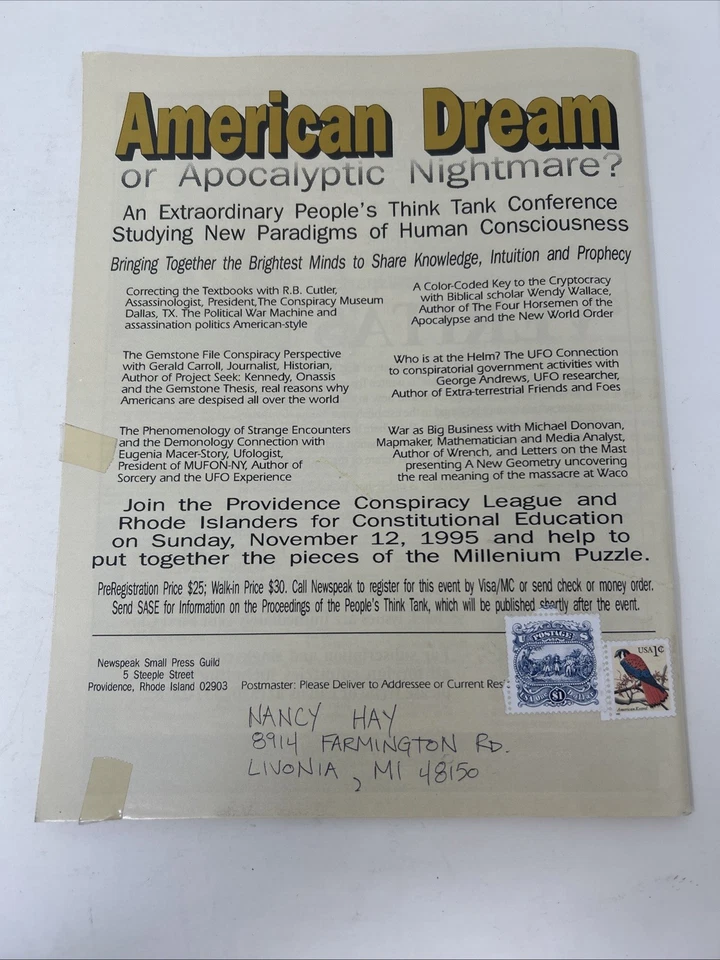 American Dream
or Apocalyptic Nightmare?
An Extraordinary People's Think Tank Conference
Studying New Paradigms of Human Consciousness
Bringing Together the Brightest Minds to Share Knowledge, Intuition and Prophecy
Correcting the Textbooks with R.B. Cutler,
Assassinologist, President,The Conspiracy Museum
Dallas, TX. The Political War Machine and
assassination politics American-style
A Color-Coded Key to the Cryptocracy
with Biblical scholar Wendy Wallace,
Author of The Four Horsemen of the
Apocalypse and the New World Order
The Gemstone File Conspiracy Perspective
with Gerald Carroll, Journalist, Historian,
Author of Project Seek: Kennedy, Onassis
and the Gemstone Thesis, real reasons why
Americans are despised all over the world
Who is at the Helm? The UFO Connection
to conspiratorial government activities with
George Andrews, UFO researcher,
Author of Extra-terrestrial Friends and Foes
The Phenomenology of Strange Encounters
and the Demonology Connection with
Eugenia Macer-Story, Ufologist,
President of MUFON-NY, Author of
Sorcery and the UFO Experience
War as Big Business with Michael Donovan,
Mapmaker, Mathematician and Media Analyst,
Author of Wrench, and Letters on the Mast
presenting A New Geometry uncovering
the real meaning of the massacre at Waco
Join the Providence Conspiracy League and
Rhode Islanders for Constitutional Education
on Sunday, November 12, 1995 and help to
put together the pieces of the Millenium Puzzle.
PreRegistration Price $25; Walk-in Price $30. Call Newspeak to register for this event by Visa/MC or send check or money order.
Send SASE for Information on the Proceedings of the People's Think Tank, which will be published shortly after the event.
Newspeak Small Press Guild
5 Steeple Street
Providence, Rhode Island 02903
Postmaster: Please Deliver to Addressee or Current Res
U POSTAGE S
$1
USA1¢
American Kestrel
NANCY HAY
8914 FARMINGTON RD.
LIVONIA, MI 48150